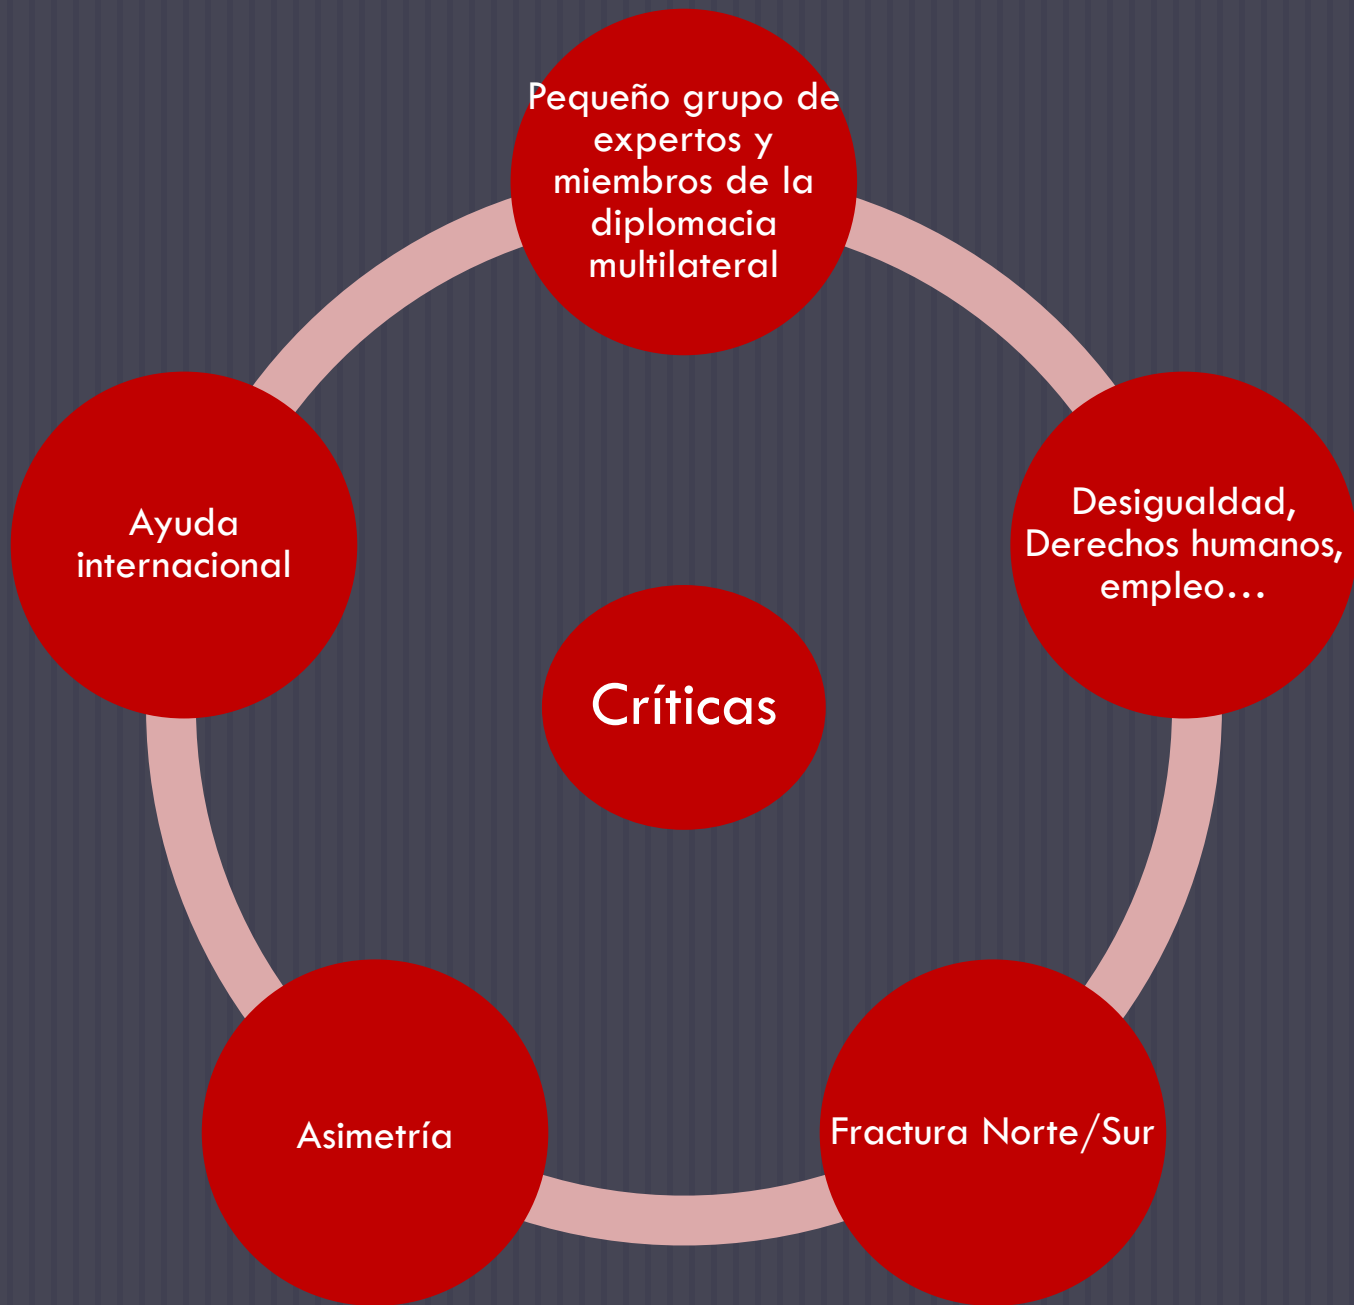 Pequeño grupo de
expertos y
miembros de la
diplomacia
multilateral
Desigualdad,
Derechos humanos,
empleo…
Fractura Norte/Sur
Asimetría
Ayuda
internacional
Críticas